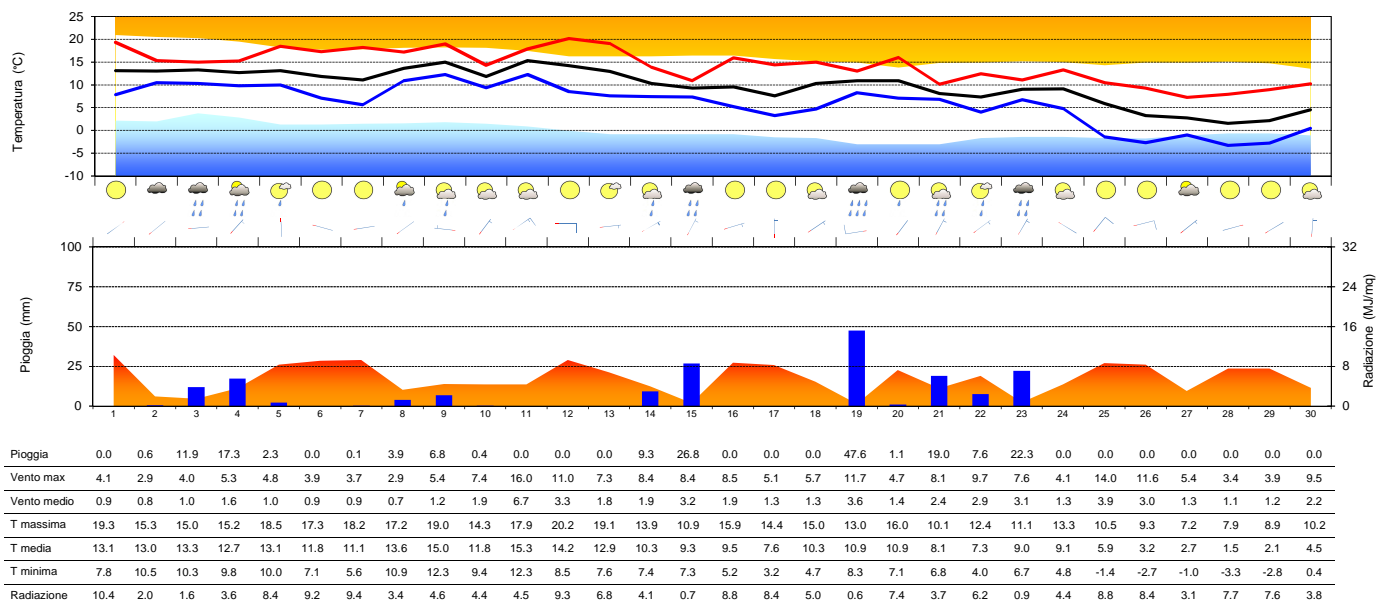 25
20
15
10
5
0
-5
-10
Temperatura (°C)
100
75
50
25
0
Pioggia (mm)
32
24
16
8
0
Radiazione (MJ/mq)
1 2 3 4 5 6 7 8 9 10 11 12 13 14 15 16 17 18 19 20 21 22 23 24 25 26 27 28 29 30
Pioggia 0.0 0.6 11.9 17.3 2.3 0.0 0.1 3.9 6.8 0.4 0.0 0.0 0.0 9.3 26.8 0.0 0.0 0.0 47.6 1.1 19.0 7.6 22.3 0.0 0.0 0.0 0.0 0.0 0.0 0.0
Vento max 4.1 2.9 4.0 5.3 4.8 3.9 3.7 2.9 5.4 7.4 16.0 11.0 7.3 8.4 8.4 8.5 5.1 5.7 11.7 4.7 8.1 9.7 7.6 4.1 14.0 11.6 5.4 3.4 3.9 9.5
Vento medio 0.9 0.8 1.0 1.6 1.0 0.9 0.9 0.7 1.2 1.9 6.7 3.3 1.8 1.9 3.2 1.9 1.3 1.3 3.6 1.4 2.4 2.9 3.1 1.3 3.9 3.0 1.3 1.1 1.2 2.2
T massima 19.3 15.3 15.0 15.2 18.5 17.3 18.2 17.2 19.0 14.3 17.9 20.2 19.1 13.9 10.9 15.9 14.4 15.0 13.0 16.0 10.1 12.4 11.1 13.3 10.5 9.3 7.2 7.9 8.9 10.2
T media 13.1 13.0 13.3 12.7 13.1 11.8 11.1 13.6 15.0 11.8 15.3 14.2 12.9 10.3 9.3 9.5 7.6 10.3 10.9 10.9 8.1 7.3 9.0 9.1 5.9 3.2 2.7 1.5 2.1 4.5
T minima 7.8 10.5 10.3 9.8 10.0 7.1 5.6 10.9 12.3 9.4 12.3 8.5 7.6 7.4 7.3 5.2 3.2 4.7 8.3 7.1 6.8 4.0 6.7 4.8 -1.4 -2.7 -1.0 -3.3 -2.8 0.4
Radiazione 10.4 2.0 1.6 3.6 8.4 9.2 9.4 3.4 4.6 4.4 4.5 9.3 6.8 4.1 0.7 8.8 8.4 5.0 0.6 7.4 3.7 6.2 0.9 4.4 8.8 8.4 3.1 7.7 7.6 3.8